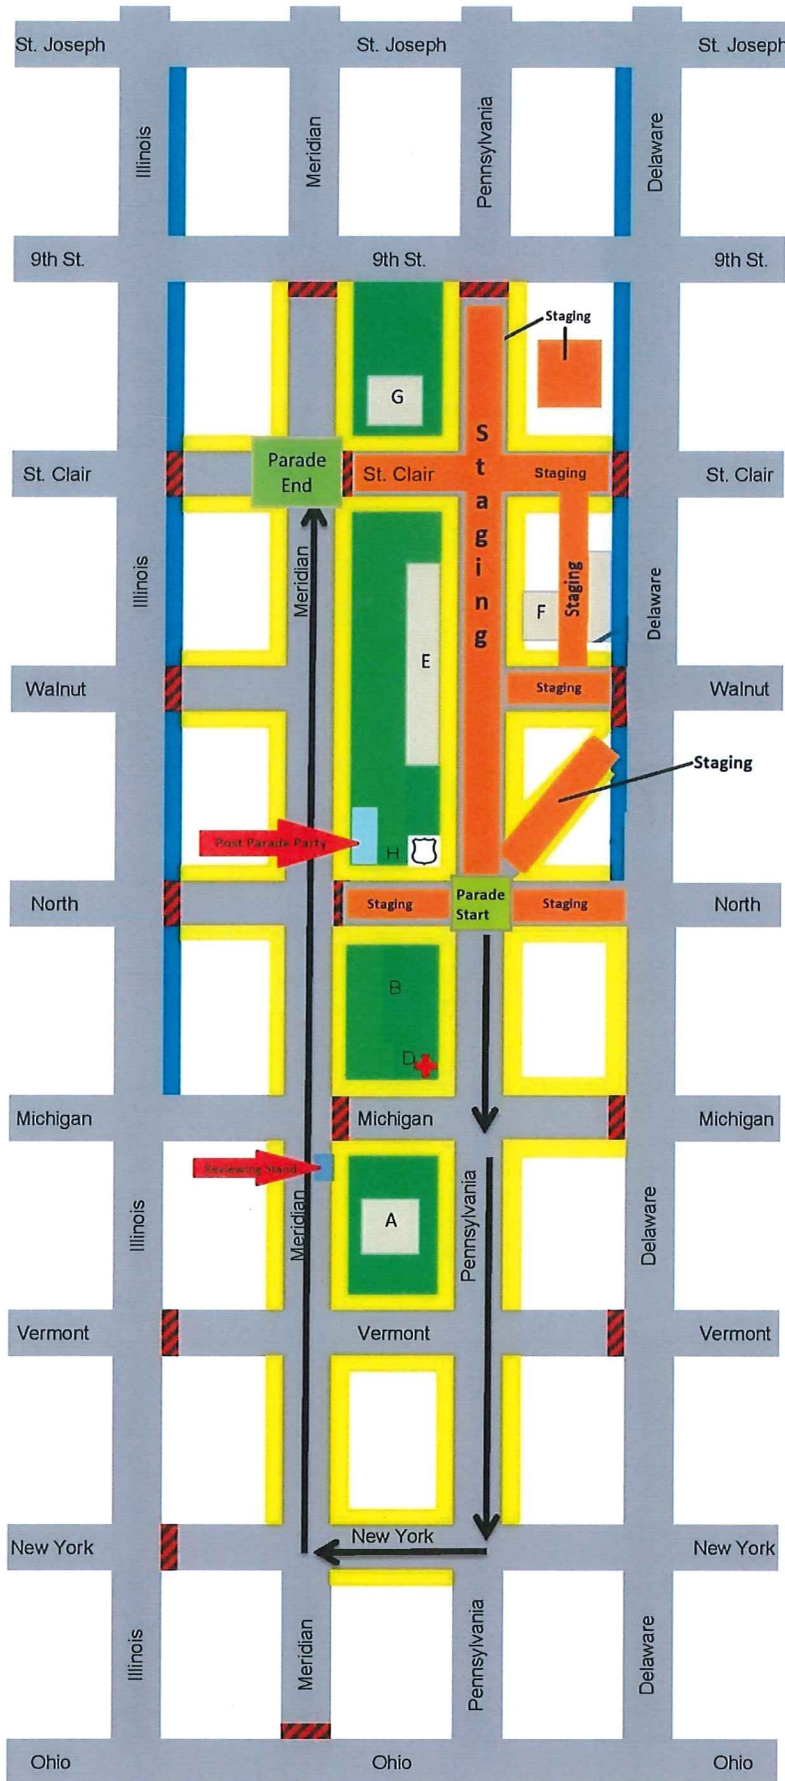 St. Joseph St. Joseph St. Joseph
Illinois
Meridian
Pennsylvania
Delaware
9th St. 9th St. 9th St.
Staging
G
Staging
Parade
End
St. Clair St. Clair Staging St. Clair
Illinois
Meridian
F
Staging
Delaware
E
Walnut Staging Walnut
Staging
Post Parade Party
H
North Staging Parade
Start
Staging North
B
D
Michigan Michigan Michigan
Reviewing Stand
Illinois
Meridian
A
Pennsylvania
Delaware
Vermont Vermont Vermont
New York New York New York
Illinois
Meridian
Pennsylvania
Delaware
Ohio Ohio Ohio